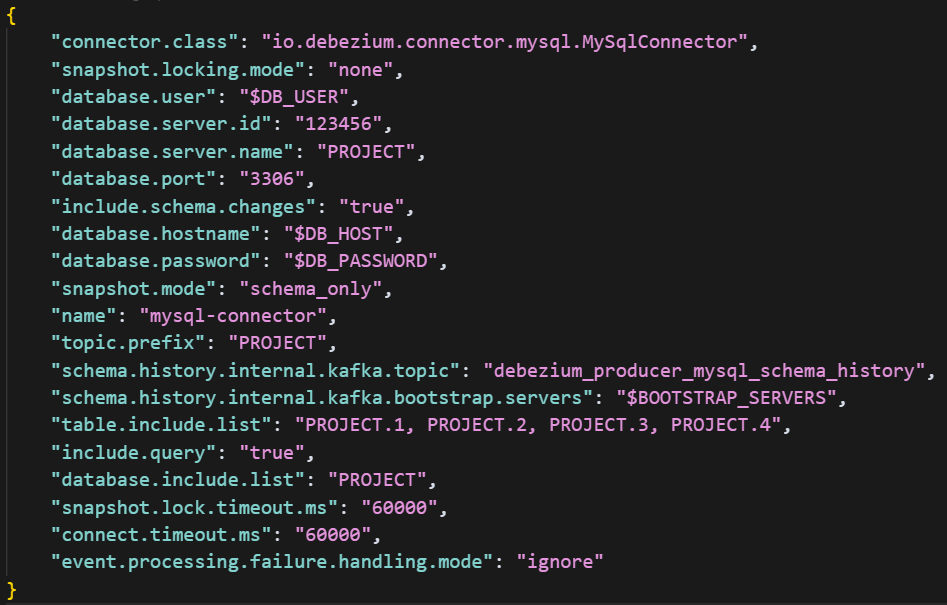 {
"connector.class": "io.debezium.connector.mysql.MySqlConnector",
"snapshot.locking.mode": "none",
"database.user": "$DB_USER",
"database.server.id": "123456",
"database.server.name": "PROJECT",
"database.port": "3306",
"include.schema.changes": "true",
"database.hostname": "$DB_HOST",
"database.password": "$DB_PASSWORD",
"snapshot.mode": "schema_only",
"name": "mysql-connector",
"topic.prefix": "PROJECT",
"schema.history.internal.kafka.topic": "debezium_producer_mysql_schema_history",
"schema.history.internal.kafka.bootstrap.servers": "$BOOTSTRAP_SERVERS",
"table.include.list": "PROJECT.1, PROJECT.2, PROJECT.3, PROJECT.4",
"include.query": "true",
"database.include.list": "PROJECT",
"snapshot.lock.timeout.ms": "60000",
"connect.timeout.ms": "60000",
"event.processing.failure.handling.mode": "ignore"
}